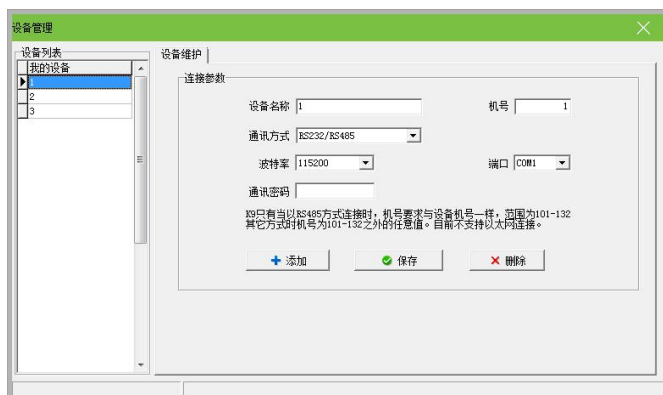 设备管理
设备列表
我的设备
1
2
3
设备维护
连接参数
设备名称 1
机号 1
通讯方式 RS232/RS485
波特率 115200
端口 COM1
通讯密码
K9只有当以RS485方式连接时，机号要求与设备机号一样，范围为101-132
其它方式时机号为101-132之外的任意值。目前不支持以太网连接。
添加
保存
删除